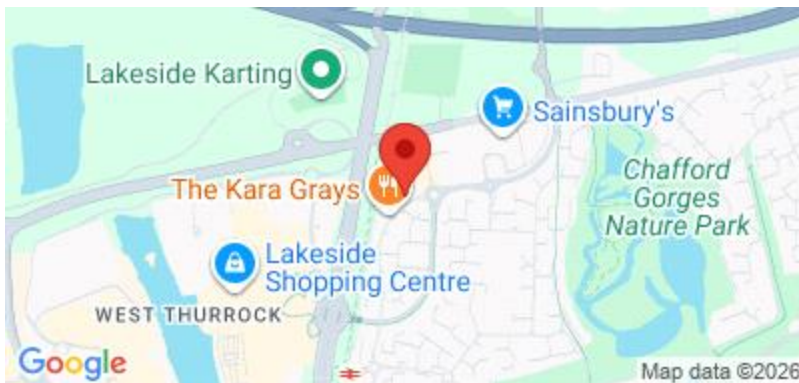 Lakeside Karting
Sainsbury's
The Kara Grays
Chafford
Gorges
Nature Park
Lakeside
Shopping Centre
WEST THURROCK
Google
Map data ©2026